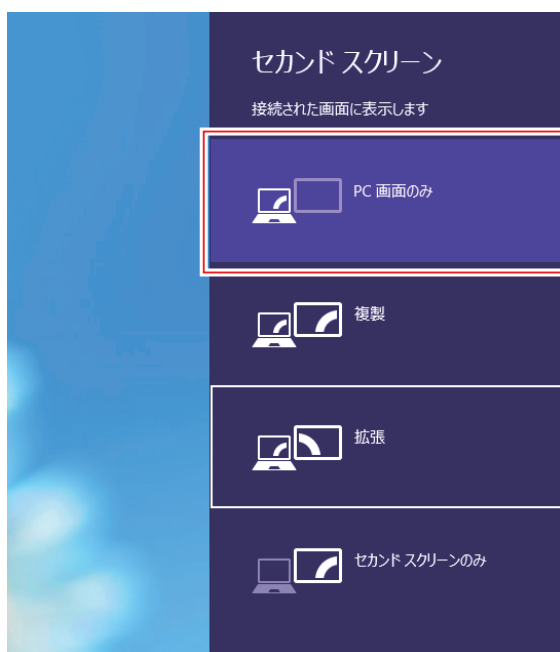 セカンド スクリーン
接続された画面に表示します
PC 画面のみ
複製
拡張
セカンド スクリーンのみ